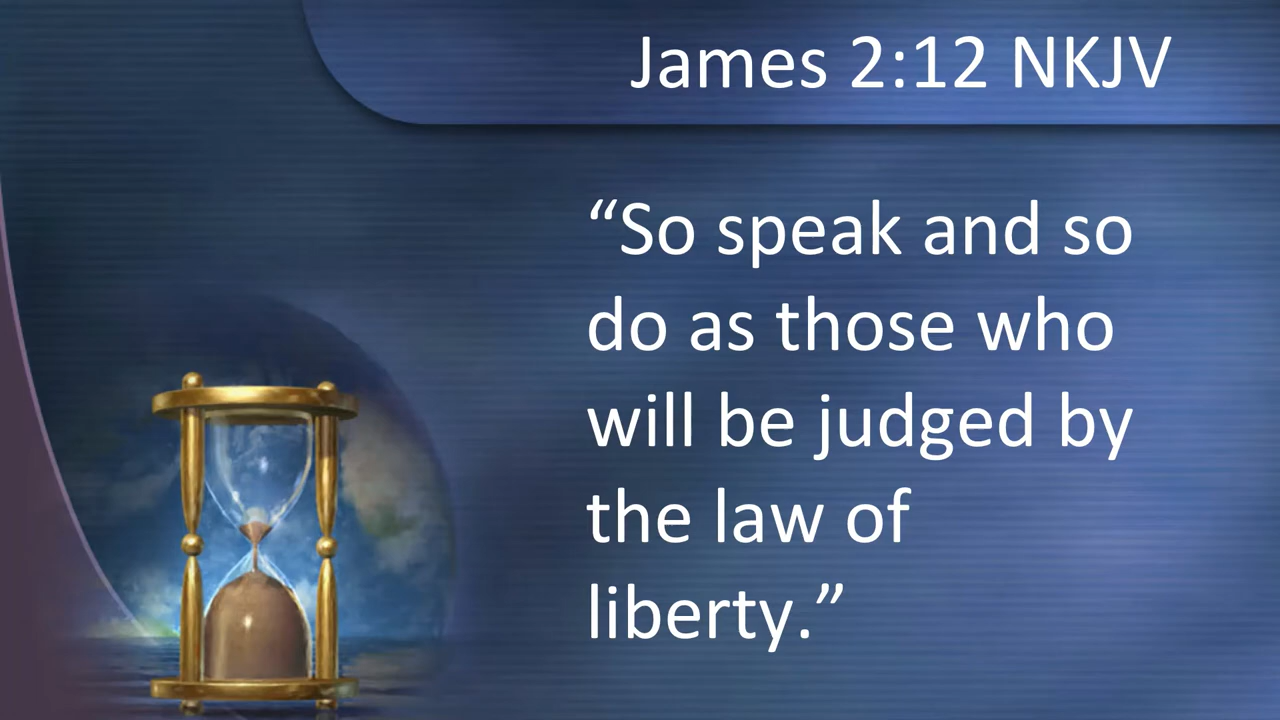 James 2:12 NKJV
“So speak and so
do as those who
will be judged by
the law of
liberty.”